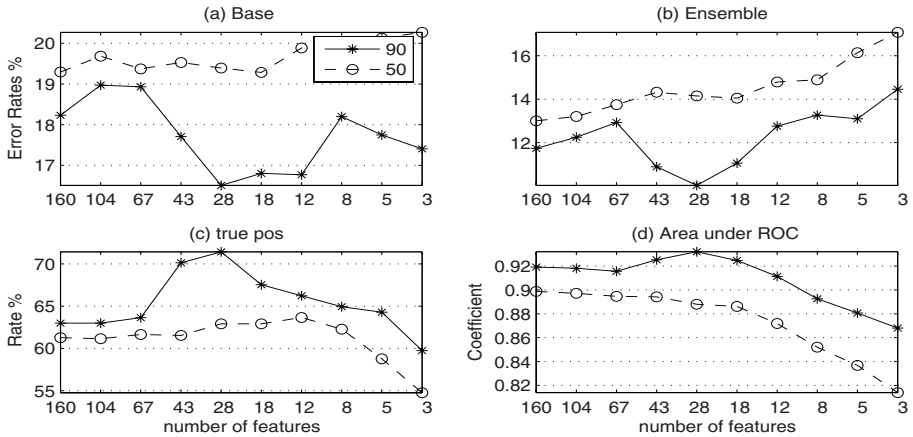 (a) Base
20
19
18
17
Error Rates %
90
50
160 104 67 43 28 18 12 8 5 3
(b) Ensemble
16
14
12
160 104 67 43 28 18 12 8 5 3
(c) true pos
70
65
60
55
Rate %
160 104 67 43 28 18 12 8 5 3
number of features
(d) Area under ROC
0.92
0.9
0.88
0.86
0.84
0.82
Coefficient
160 104 67 43 28 18 12 8 5 3
number of features